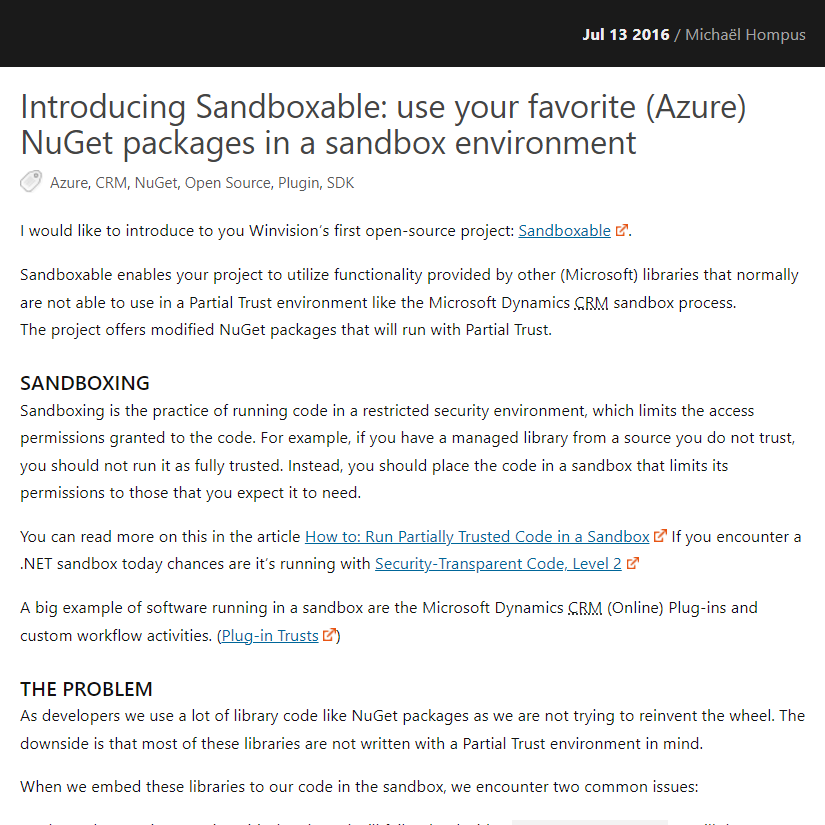 Jul 13 2016 / Michaël Hompus
Introducing Sandboxable: use your favorite (Azure)
NuGet packages in a sandbox environment
Azure, CRM, NuGet, Open Source, Plugin, SDK
I would like to introduce to you Winvision’s first open-source project: Sandboxable.
Sandboxable enables your project to utilize functionality provided by other (Microsoft) libraries that normally
are not able to use in a Partial Trust environment like the Microsoft Dynamics CRM sandbox process.
The project offers modified NuGet packages that will run with Partial Trust.
SANDBOXING
Sandboxing is the practice of running code in a restricted security environment, which limits the access
permissions granted to the code. For example, if you have a managed library from a source you do not trust,
you should not run it as fully trusted. Instead, you should place the code in a sandbox that limits its
permissions to those that you expect it to need.
You can read more on this in the article How to: Run Partially Trusted Code in a Sandbox If you encounter a
.NET sandbox today chances are it’s running with Security-Transparent Code, Level 2
A big example of software running in a sandbox are the Microsoft Dynamics CRM (Online) Plug-ins and
custom workflow activities. (Plug-in Trusts)
THE PROBLEM
As developers we use a lot of library code like NuGet packages as we are not trying to reinvent the wheel. The
downside is that most of these libraries are not written with a Partial Trust environment in mind.
When we embed these libraries to our code in the sandbox, we encounter two common issues: